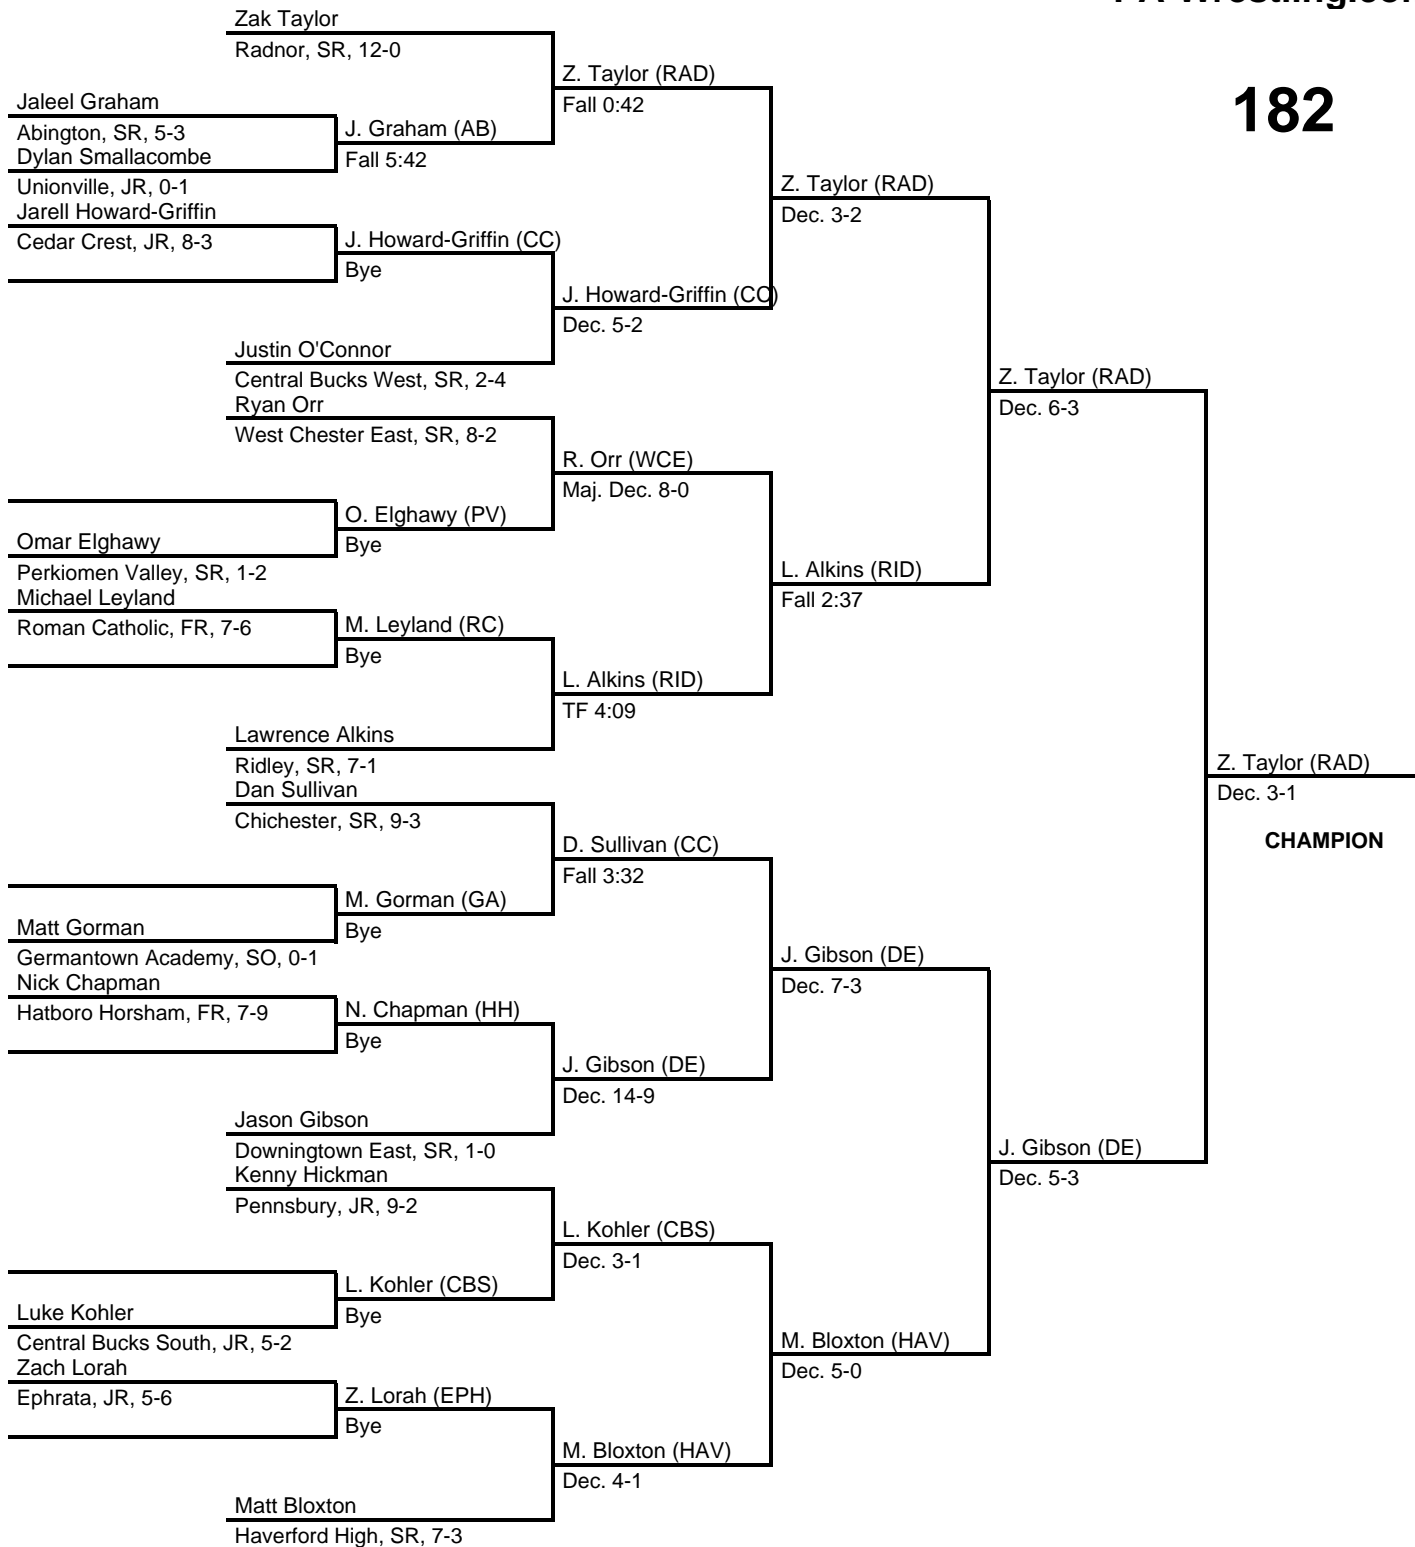 182
Zak Taylor
Radnor, SR, 12-0
Z. Taylor (RAD)
Fall 0:42
Jaleel Graham
Abington, SR, 5-3
J. Graham (AB)
Fall 5:42
Dylan Smallacombe
Unionville, JR, 0-1
Z. Taylor (RAD)
Dec. 3-2
Jarell Howard-Griffin
Cedar Crest, JR, 8-3
J. Howard-Griffin (CC)
Bye
J. Howard-Griffin (CC)
Dec. 5-2
Justin O'Connor
Central Bucks West, SR, 2-4
Z. Taylor (RAD)
Dec. 6-3
Ryan Orr
West Chester East, SR, 8-2
R. Orr (WCE)
Maj. Dec. 8-0
O. Elghawy (PV)
Bye
Omar Elghawy
Perkiomen Valley, SR, 1-2
L. Alkins (RID)
Fall 2:37
Michael Leyland
Roman Catholic, FR, 7-6
M. Leyland (RC)
Bye
L. Alkins (RID)
TF 4:09
Lawrence Alkins
Ridley, SR, 7-1
Z. Taylor (RAD)
Dec. 3-1
CHAMPION
Dan Sullivan
Chichester, SR, 9-3
D. Sullivan (CC)
Fall 3:32
M. Gorman (GA)
Bye
Matt Gorman
Germantown Academy, SO, 0-1
J. Gibson (DE)
Dec. 7-3
Nick Chapman
Hatboro Horsham, FR, 7-9
N. Chapman (HH)
Bye
J. Gibson (DE)
Dec. 14-9
Jason Gibson
Downingtown East, SR, 1-0
J. Gibson (DE)
Dec. 5-3
Kenny Hickman
Pennsbury, JR, 9-2
L. Kohler (CBS)
Dec. 3-1
L. Kohler (CBS)
Bye
Luke Kohler
Central Bucks South, JR, 5-2
M. Bloxton (HAV)
Dec. 5-0
Zach Lorah
Ephrata, JR, 5-6
Z. Lorah (EPH)
Bye
M. Bloxton (HAV)
Dec. 4-1
Matt Bloxton
Haverford High, SR, 7-3